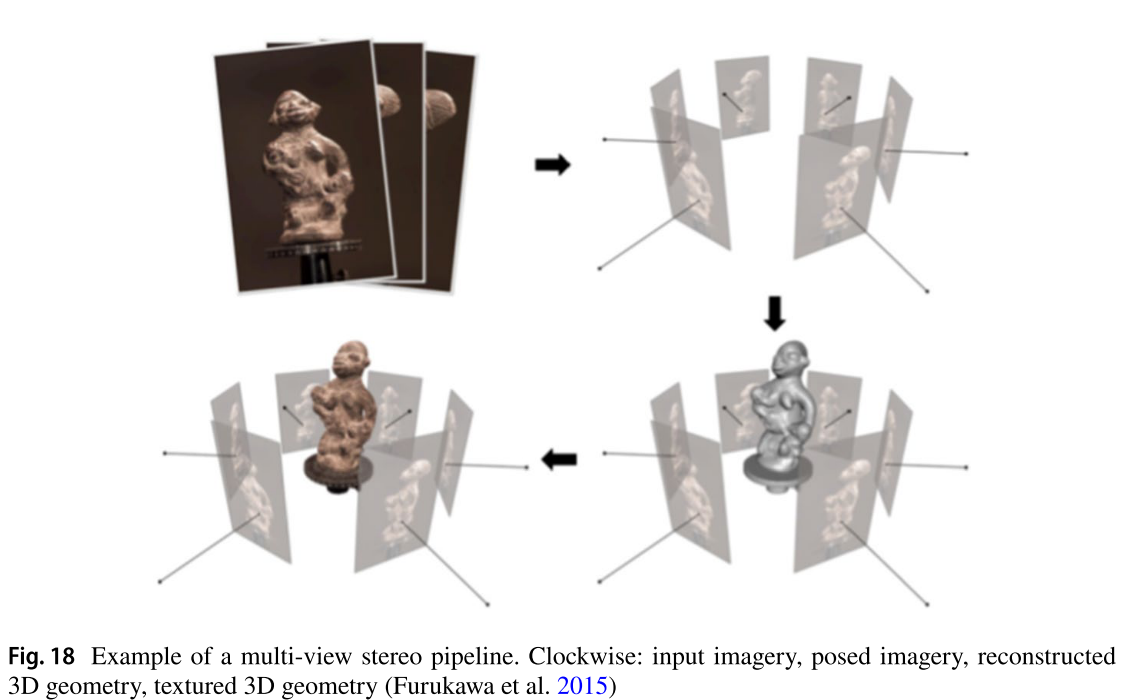 Fig. 18 Example of a multi-view stereo pipeline. Clockwise: input imagery, posed imagery, reconstructed
3D geometry, textured 3D geometry (Furukawa et al. 2015)